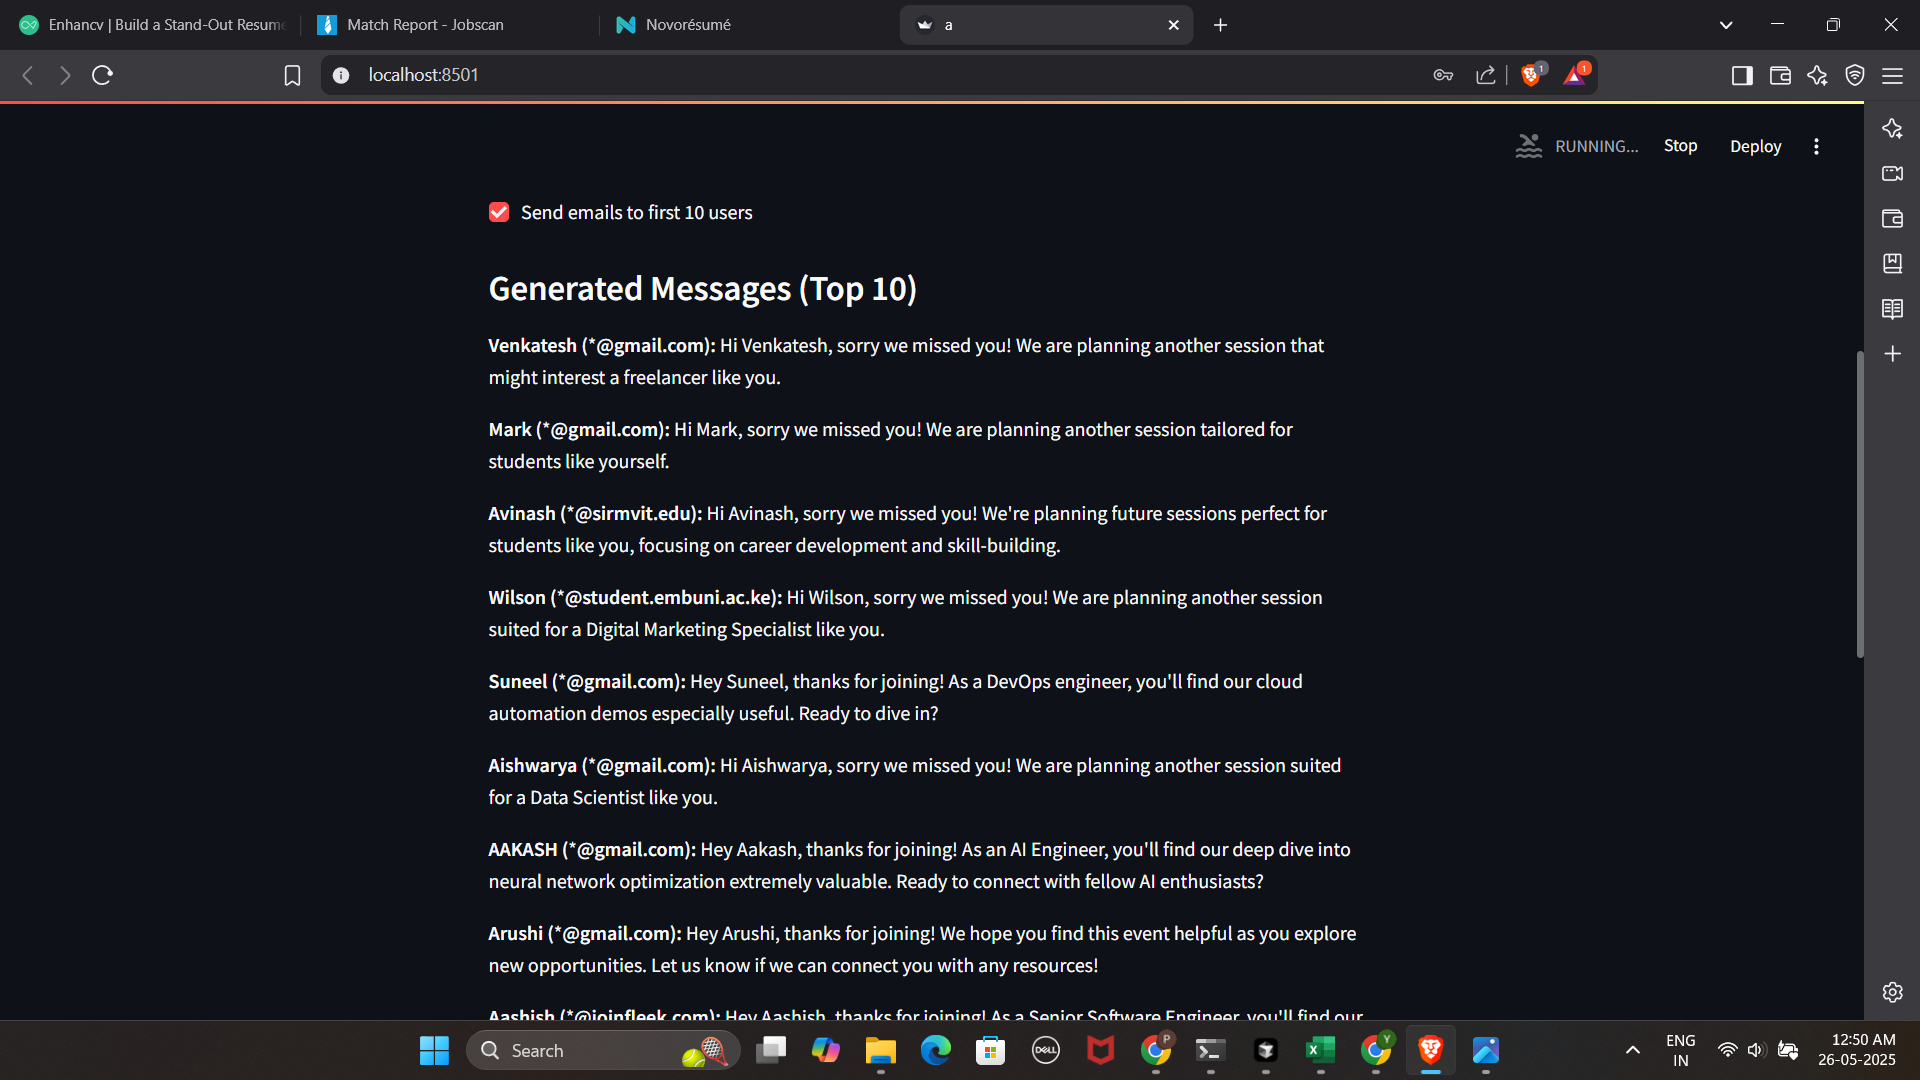 Enhancv | Build a Stand-Out Resume
Match Report - Jobscan
Novorésumé
a
localhost:8501
1
1
RUNNING...
Stop
Deploy
Send emails to first 10 users
Generated Messages (Top 10)
Venkatesh (*@gmail.com): Hi Venkatesh, sorry we missed you! We are planning another session that
might interest a freelancer like you.
Mark (*@gmail.com): Hi Mark, sorry we missed you! We are planning another session tailored for
students like yourself.
Avinash (*@sirmvit.edu): Hi Avinash, sorry we missed you! We're planning future sessions perfect for
students like you, focusing on career development and skill-building.
Wilson (*@student.embuni.ac.ke): Hi Wilson, sorry we missed you! We are planning another session
suited for a Digital Marketing Specialist like you.
Suneel (*@gmail.com): Hey Suneel, thanks for joining! As a DevOps engineer, you'll find our cloud
automation demos especially useful. Ready to dive in?
Aishwarya (*@gmail.com): Hi Aishwarya, sorry we missed you! We are planning another session suited
for a Data Scientist like you.
AAKASH (*@gmail.com): Hey Aakash, thanks for joining! As an AI Engineer, you'll find our deep dive into
neural network optimization extremely valuable. Ready to connect with fellow AI enthusiasts?
Arushi (*@gmail.com): Hey Arushi, thanks for joining! We hope you find this event helpful as you explore
new opportunities. Let us know if we can connect you with any resources!
Aashish (*@joinfleek.com): Hey Aashish, thanks for joining! As a Senior Software Engineer, you'll find our
Search
DELL
P
X
Y
ENG
IN
12:50 AM
26-05-2025